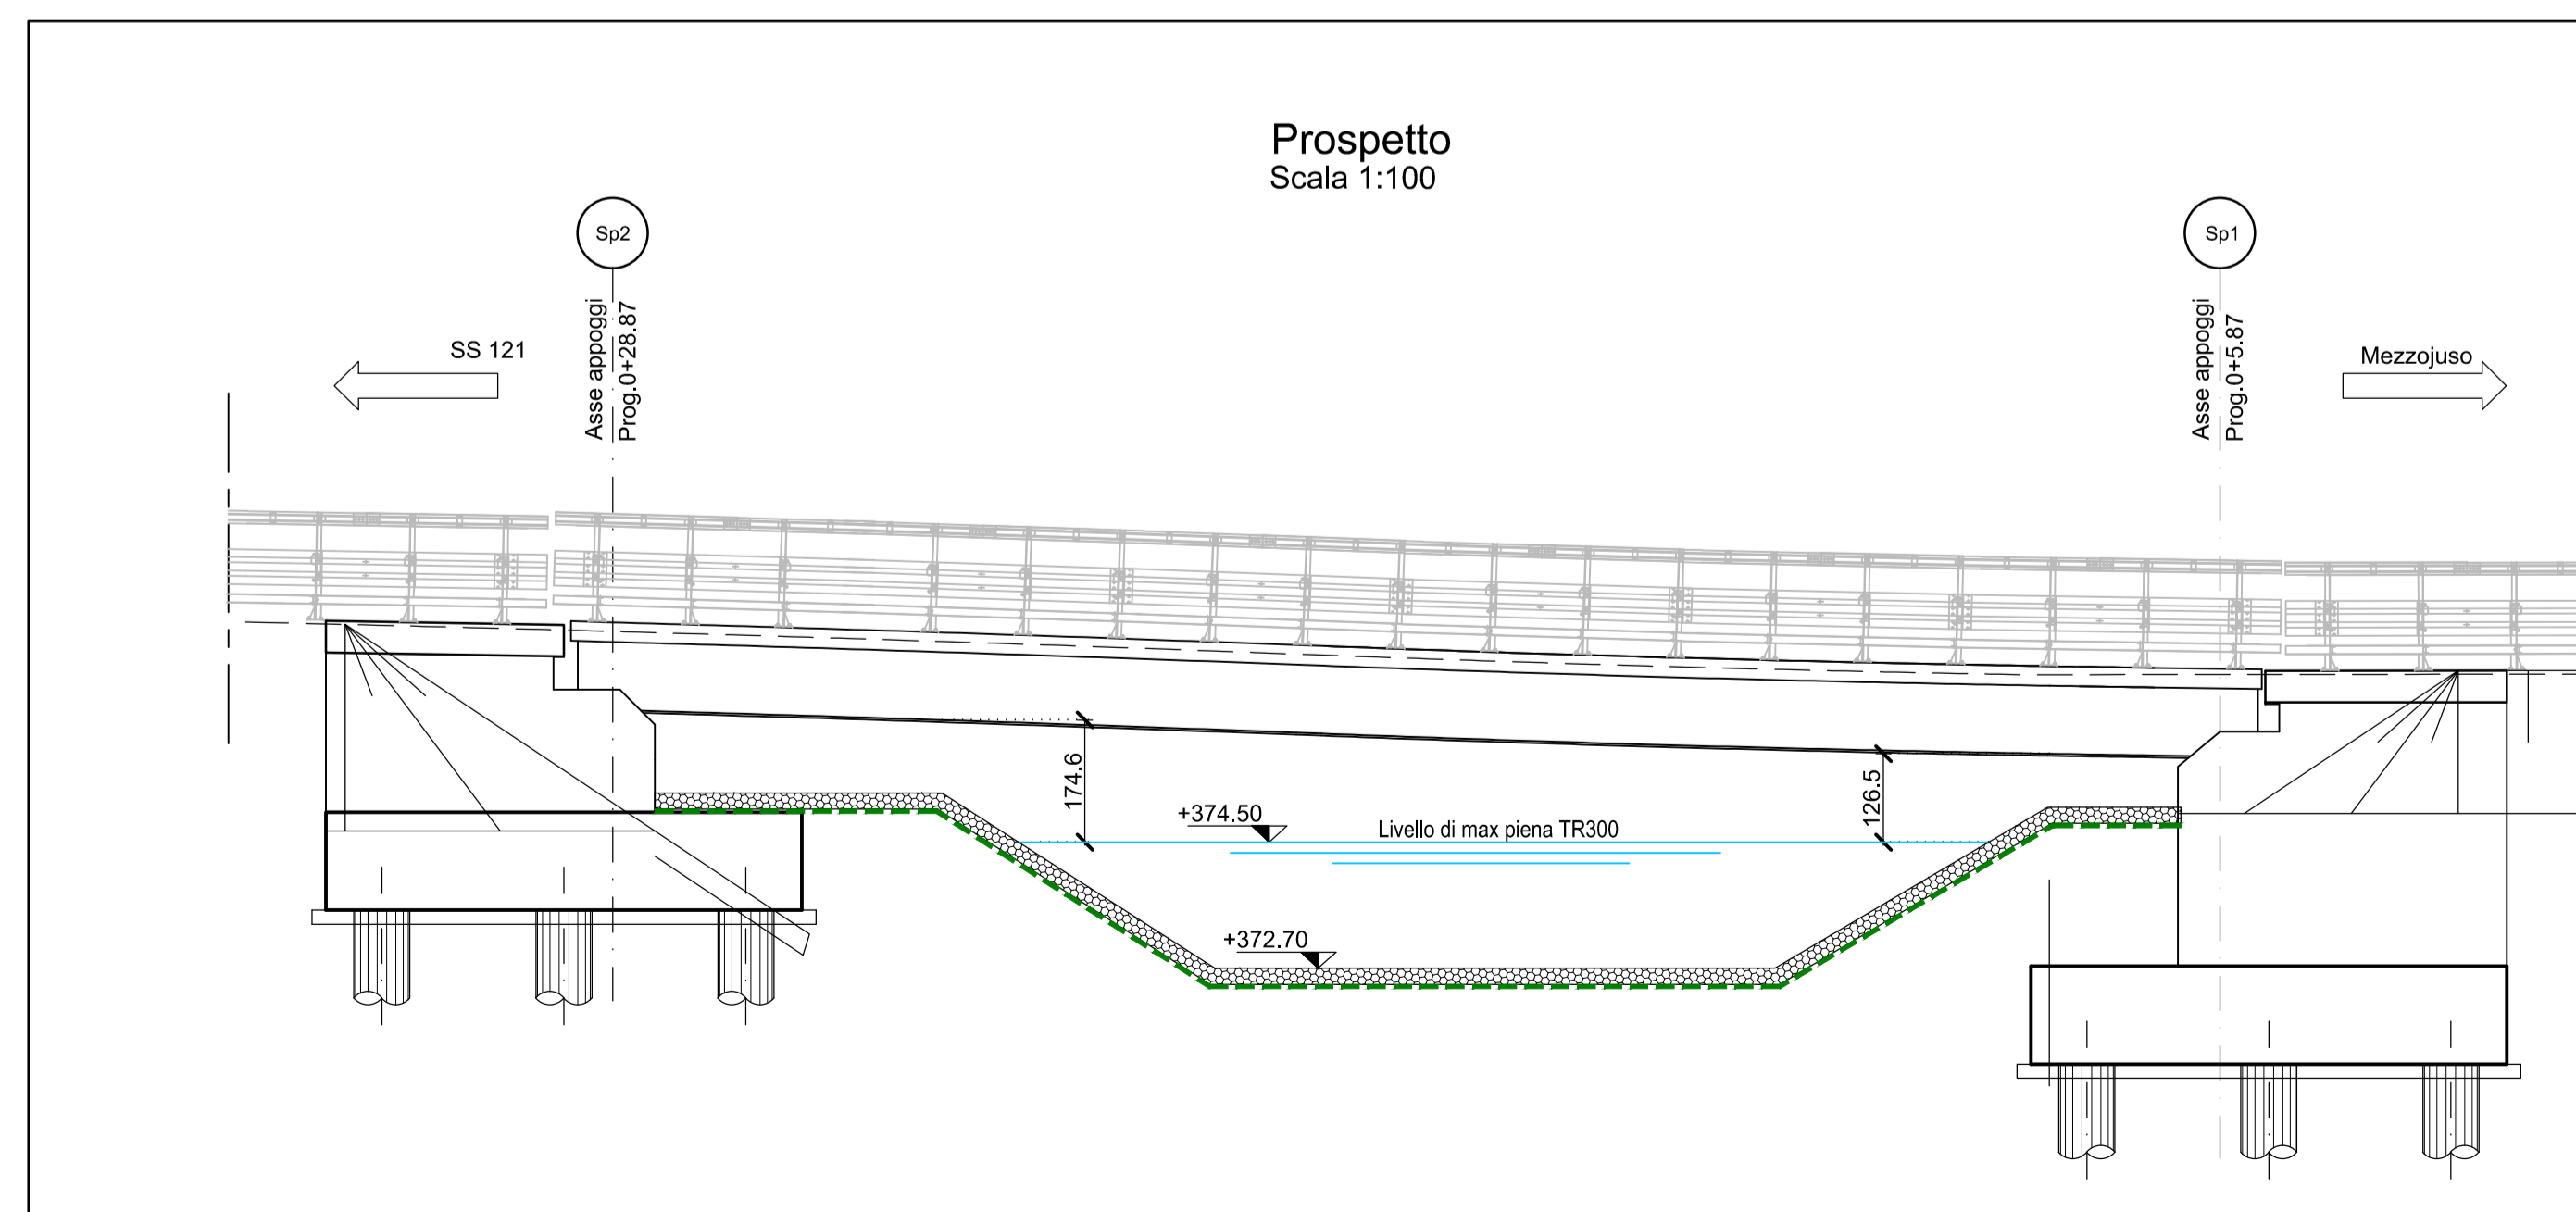 Prospetto
Scala 1:100
Sp2
Sp1
Asse appoggi
Prog.0+28.87
Asse appoggi
Prog.0+5.87
SS 121
Mezzojuso
174.6
126.5
+374.50
Livello di max piena TR300
+372.70